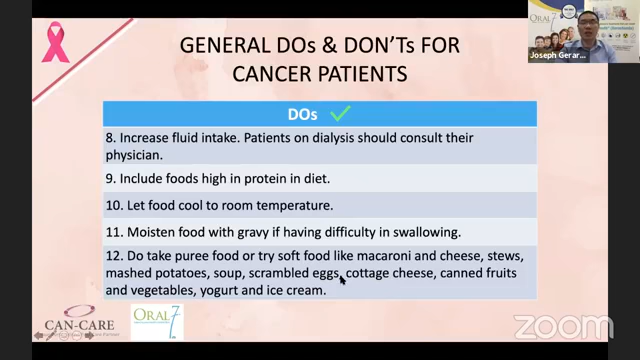 GENERAL DOs & DON'Ts FOR
CANCER PATIENTS
ORAL7
Joseph Gerar...
DOs
8. Increase fluid intake. Patients on dialysis should consult their
physician.
9. Include foods high in protein in diet.
10. Let food cool to room temperature.
11. Moisten food with gravy if having difficulty in swallowing.
12. Do take puree food or try soft food like macaroni and cheese, stews,
mashed potatoes, soup, scrambled eggs, cottage cheese, canned fruits
and vegetables, yogurt and ice cream.
CAN-CARE
ORAL7
zoom